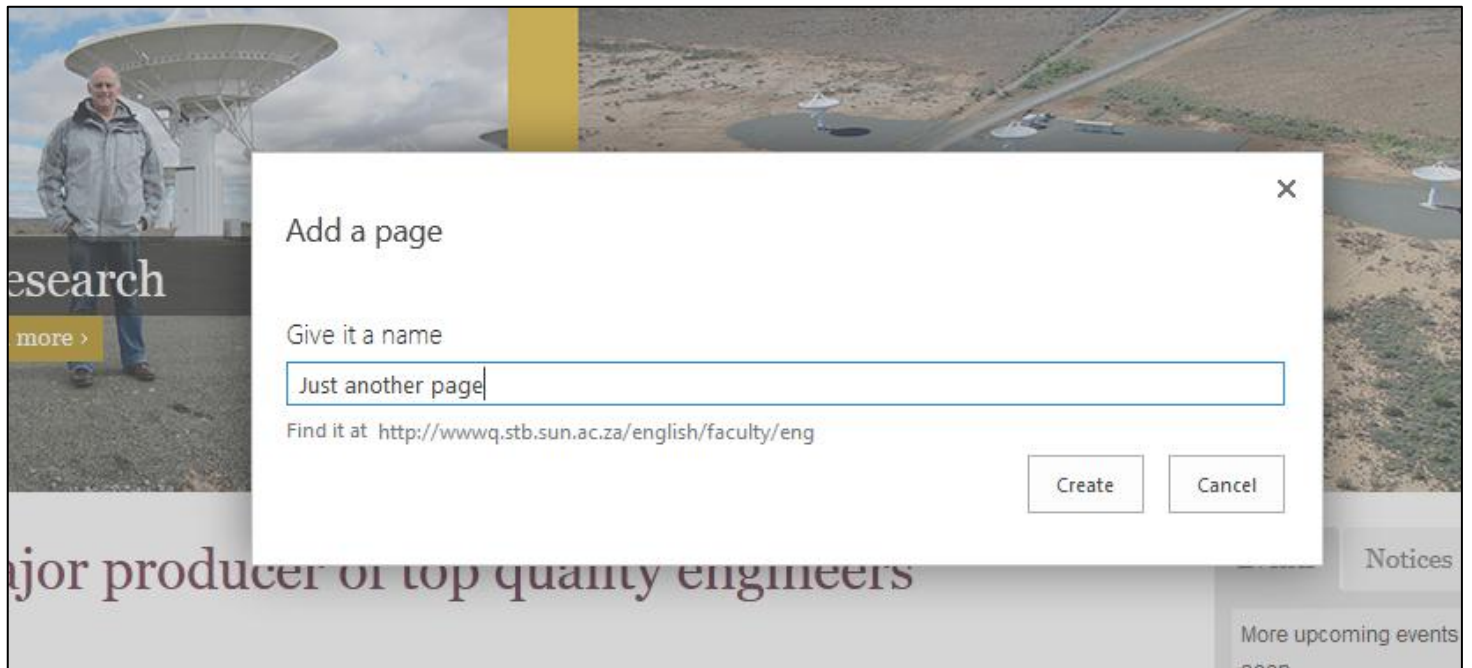 Add a page
esearch
more ›
Give it a name
Just another page
Find it at http://wwwq.stb.sun.ac.za/english/faculty/eng
Create Cancel
ajor producer of top quality engineers
Notices
More upcoming events